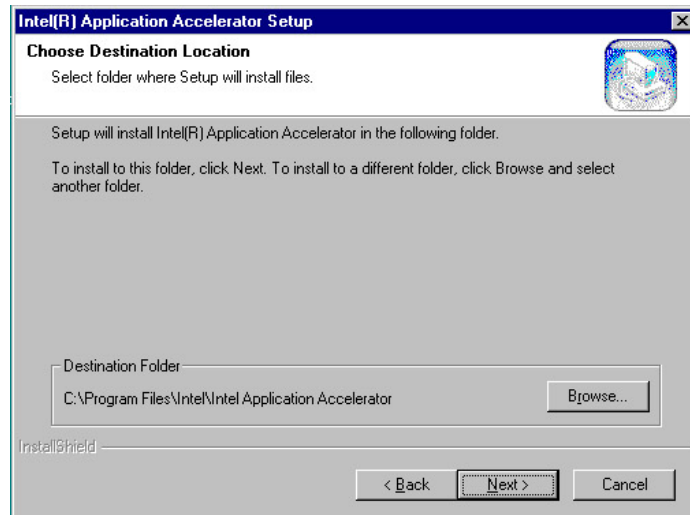 Intel(R) Application Accelerator Setup
Choose Destination Location
Select folder where Setup will install files.
Setup will install Intel(R) Application Accelerator in the following folder.
To install to this folder, click Next. To install to a different folder, click Browse and select
another folder.
Destination Folder
C:\Program Files\Intel\Intel Application Accelerator
Browse...
InstallShield
< Back
Next >
Cancel